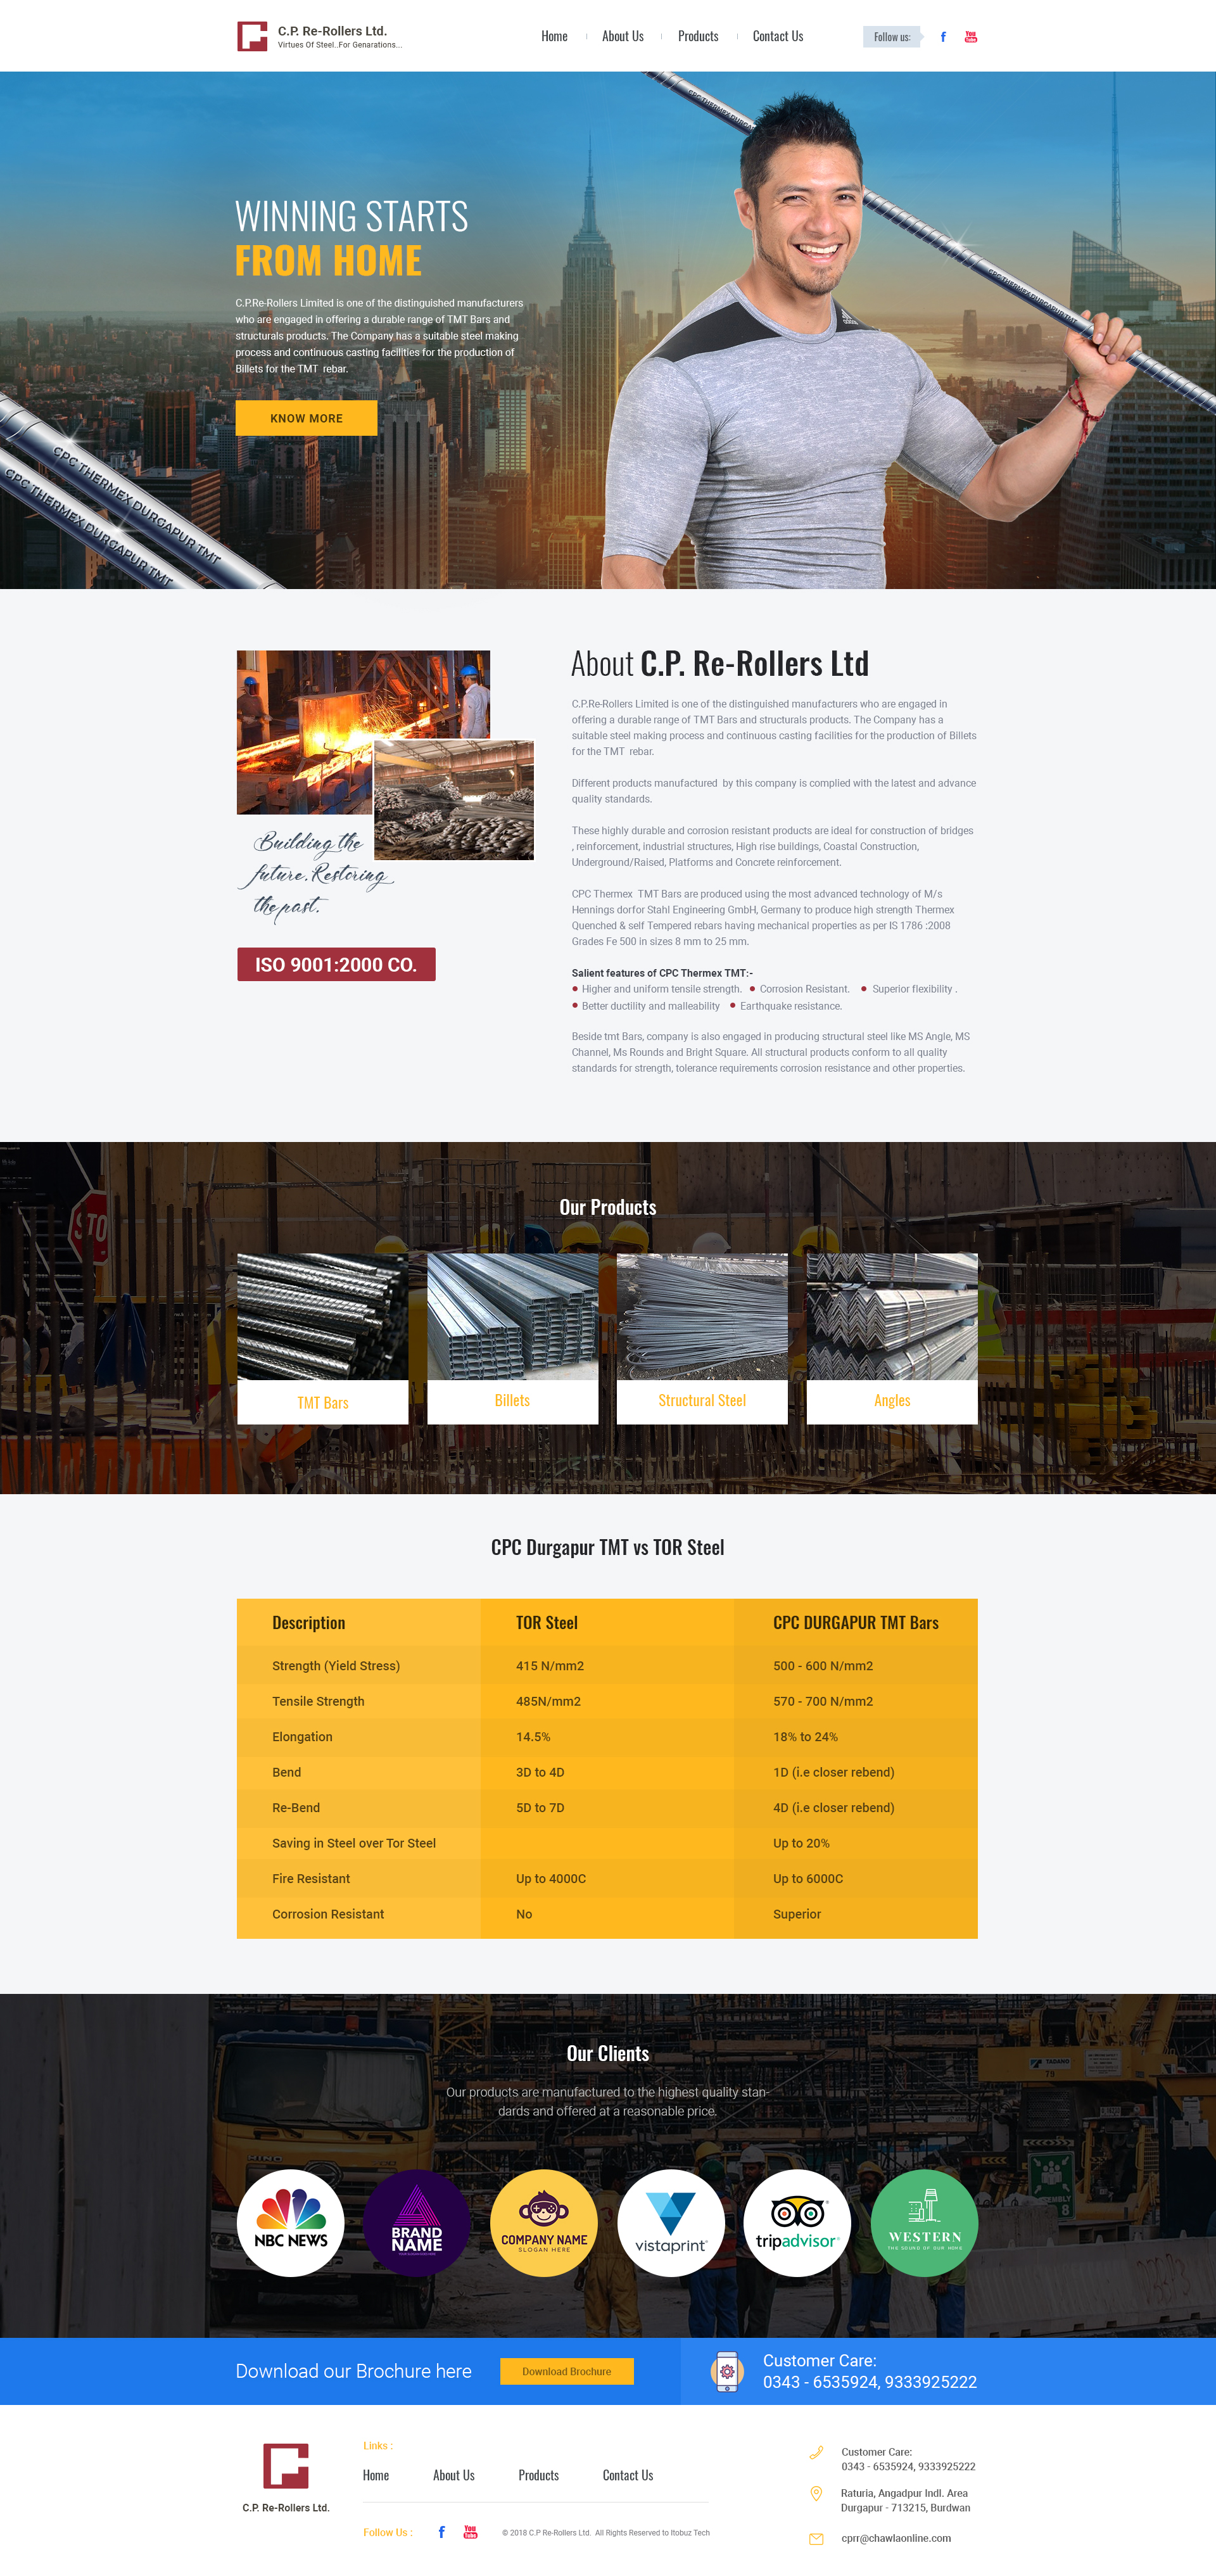 C.P. Re-Rollers Ltd.
Virtues Of Steel..For Genarations...
Home
About Us
Products
Contact Us
Follow us:
f
You
Tube
CPC THERMEX DURGAPUR TMT
WINNING STARTS
FROM HOME
C.P.Re-Rollers Limited is one of the distinguished manufacturers
who are engaged in offering a durable range of TMT Bars and
structurals products. The Company has a suitable steel making
process and continuous casting facilities for the production of
Billets for the TMT  rebar.
KNOW MORE
CPC THERMEX DURGAPUR TMT
CPC THERMEX DURGAPUR TMT
About C.P. Re-Rollers Ltd
C.P.Re-Rollers Limited is one of the distinguished manufacturers who are engaged in
offering a durable range of TMT Bars and structurals products. The Company has a
suitable steel making process and continuous casting facilities for the production of Billets
for the TMT  rebar.
Different products manufactured  by this company is complied with the latest and advance
quality standards.
These highly durable and corrosion resistant products are ideal for construction of bridges
, reinforcement, industrial structures, High rise buildings, Coastal Construction,
Underground/Raised, Platforms and Concrete reinforcement.
CPC Thermex  TMT Bars are produced using the most advanced technology of M/s
Hennings dorfor Stahl Engineering GmbH, Germany to produce high strength Thermex
Quenched & self Tempered rebars having mechanical properties as per IS 1786 :2008
Grades Fe 500 in sizes 8 mm to 25 mm.
Salient features of CPC Thermex TMT:-
• Higher and uniform tensile strength. • Corrosion Resistant. • Superior flexibility .
• Better ductility and malleability • Earthquake resistance.
Beside tmt Bars, company is also engaged in producing structural steel like MS Angle, MS
Channel, Ms Rounds and Bright Square. All structural products conform to all quality
standards for strength, tolerance requirements corrosion resistance and other properties.
Building the
future. Restoring
the past.
ISO 9001:2000 CO.
Our Products
STO
TMT Bars
Billets
Structural Steel
Angles
CPC Durgapur TMT vs TOR Steel
Description TOR Steel CPC DURGAPUR TMT Bars
Strength (Yield Stress) 415 N/mm2 500 - 600 N/mm2
Tensile Strength 485N/mm2 570 - 700 N/mm2
Elongation 14.5% 18% to 24%
Bend 3D to 4D 1D (i.e closer rebend)
Re-Bend 5D to 7D 4D (i.e closer rebend)
Saving in Steel over Tor Steel Up to 20%
Fire Resistant Up to 4000C Up to 6000C
Corrosion Resistant No Superior
Our Clients
Our products are manufactured to the highest quality stan-
dards and offered at a reasonable price.
TADANO
79
HINO
ASSEMBLY
8
NBC NEWS
BRAND
NAME
COMPANY NAME
SLOGAN HERE
vistaprint
tripadvisor
WESTERN
THE SOUND OF OUR HOME
Download our Brochure here
Download Brochure
Customer Care:
0343 - 6535924, 9333925222
C.P. Re-Rollers Ltd.
Links :
Home
About Us
Products
Contact Us
Follow Us :
f
You
Tube
© 2018 C.P Re-Rollers Ltd.  All Rights Reserved to Itobuz Tech
Customer Care:
0343 - 6535924, 9333925222
Raturia, Angadpur Indl. Area
Durgapur - 713215, Burdwan
cprr@chawlaonline.com